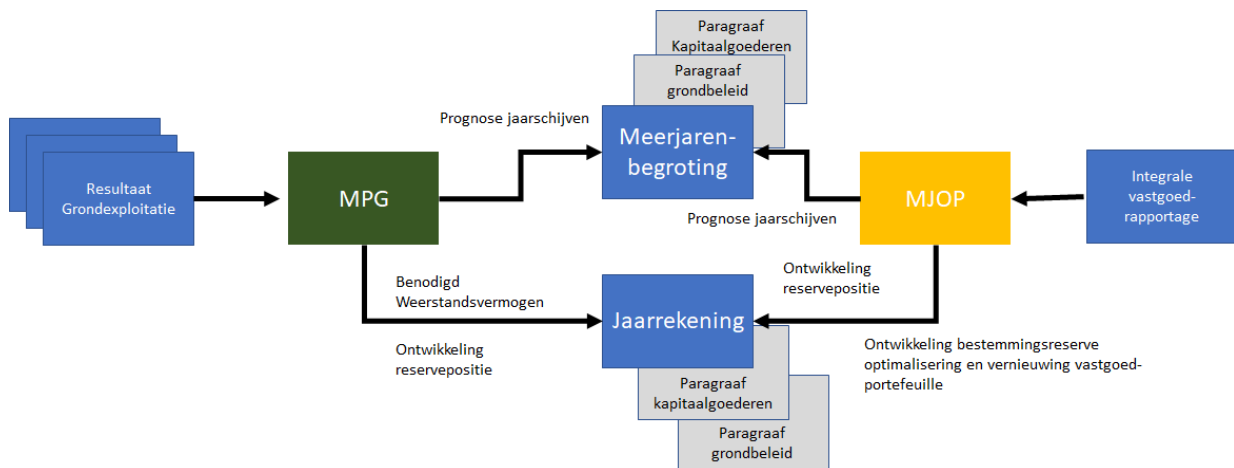 Paragraaf
Kapitaalgoederen
Paragraaf
grondbeleid
Prognose jaarschijven
Meerjaren-
begroting
Resultaat
Grondexploitatie
MPG
MJOP
Integrale
vastgoed-
rapportage
Prognose jaarschijven
Benodigd
Weerstandsvermogen
Ontwikkeling
reservepositie
Jaarrekening
Ontwikkeling
reservepositie
Ontwikkeling bestemmingsreserve
optimalisering en vernieuwing vastgoed-
portefeuille
Paragraaf
kapitaalgoederen
Paragraaf
grondbeleid